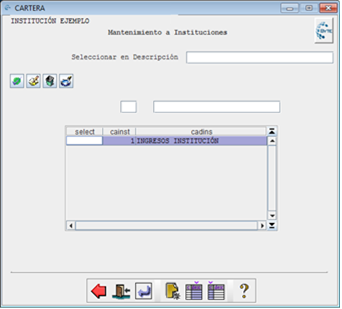 CARTERA
INSTITUCIÓN EJEMPLO
Mantenimiento a Instituciones
Seleccionar en Descripción
select cainst cadins
1 INGRESOS INSTITUCIÓN
?